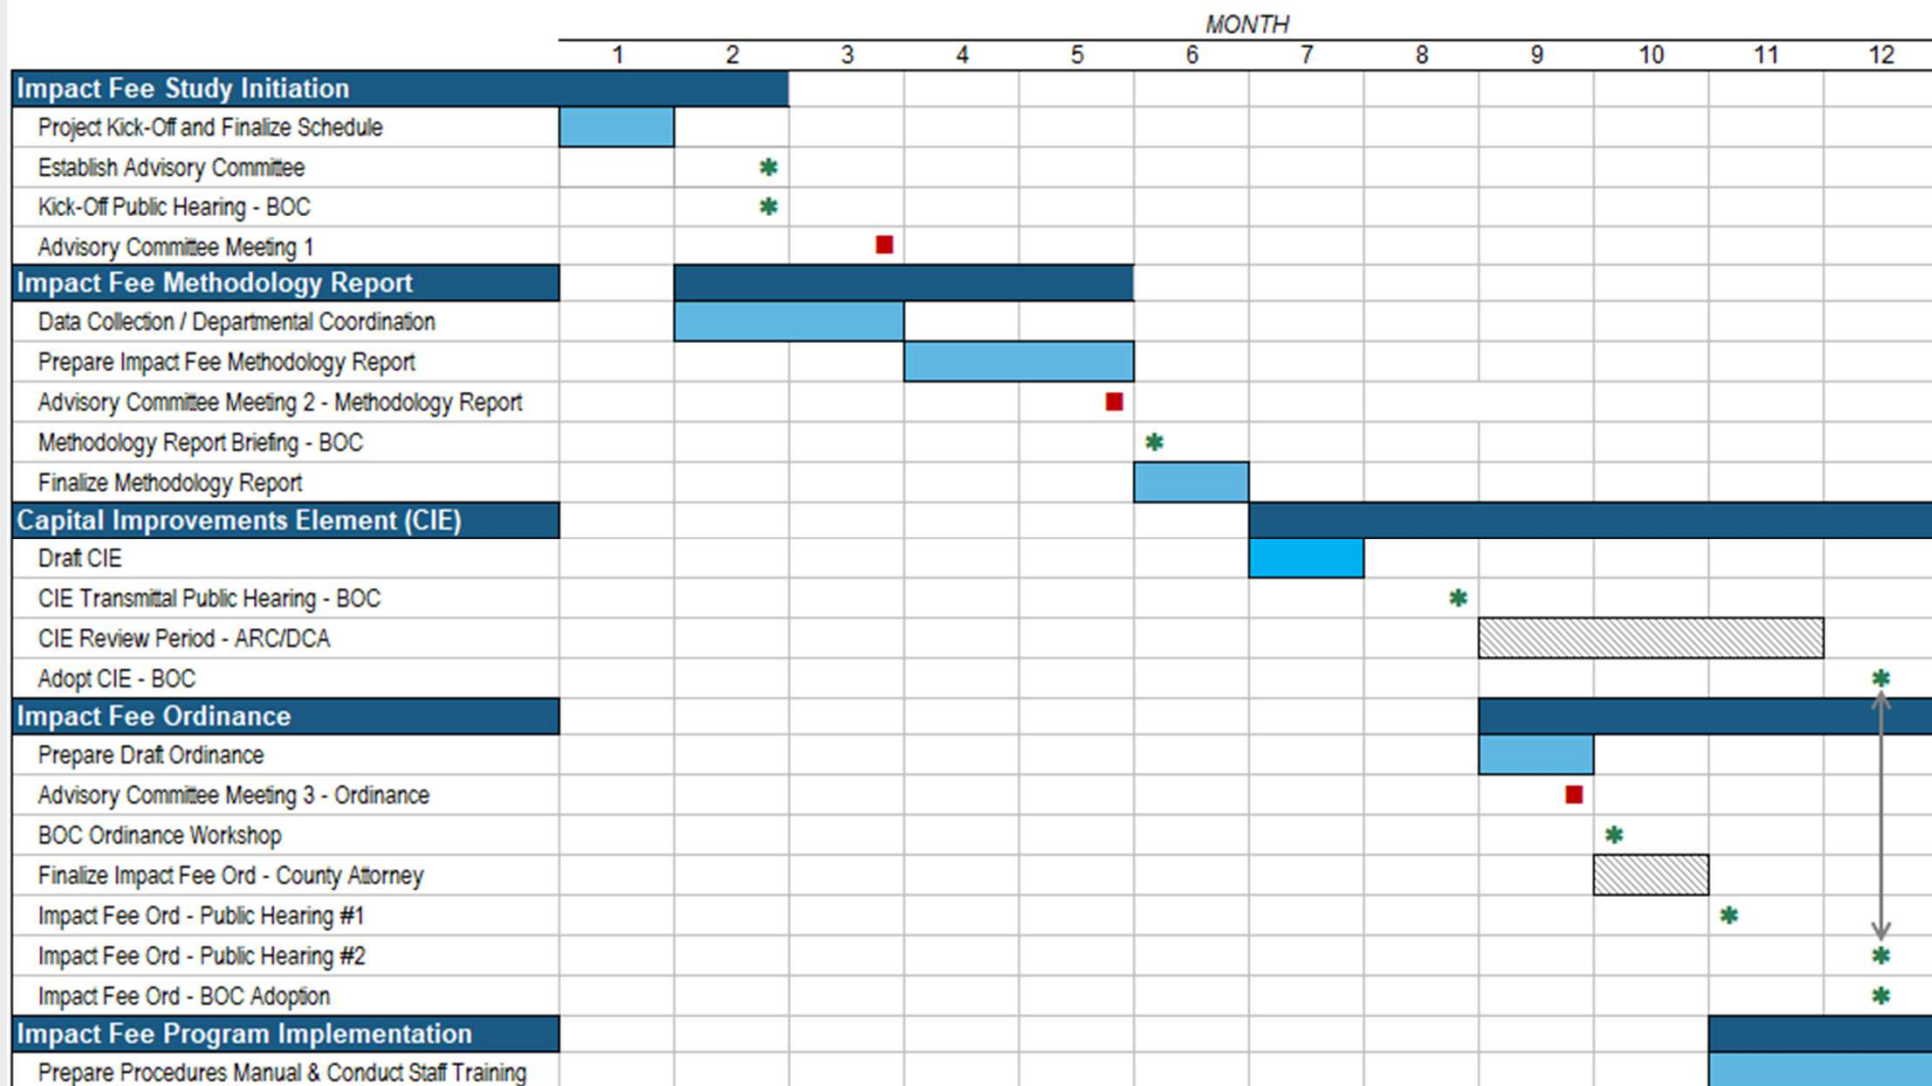 MONTH
1 2 3 4 5 6 7 8 9 10 11 12
Impact Fee Study Initiation
Project Kick-Off and Finalize Schedule
Establish Advisory Committee
Kick-Off Public Hearing - BOC
Advisory Committee Meeting 1
Impact Fee Methodology Report
Data Collection / Departmental Coordination
Prepare Impact Fee Methodology Report
Advisory Committee Meeting 2 - Methodology Report
Methodology Report Briefing - BOC
Finalize Methodology Report
Capital Improvements Element (CIE)
Draft CIE
CIE Transmittal Public Hearing - BOC
CIE Review Period - ARC/DCA
Adopt CIE - BOC
Impact Fee Ordinance
Prepare Draft Ordinance
Advisory Committee Meeting 3 - Ordinance
BOC Ordinance Workshop
Finalize Impact Fee Ord - County Attorney
Impact Fee Ord - Public Hearing #1
Impact Fee Ord - Public Hearing #2
Impact Fee Ord - BOC Adoption
Impact Fee Program Implementation
Prepare Procedures Manual & Conduct Staff Training